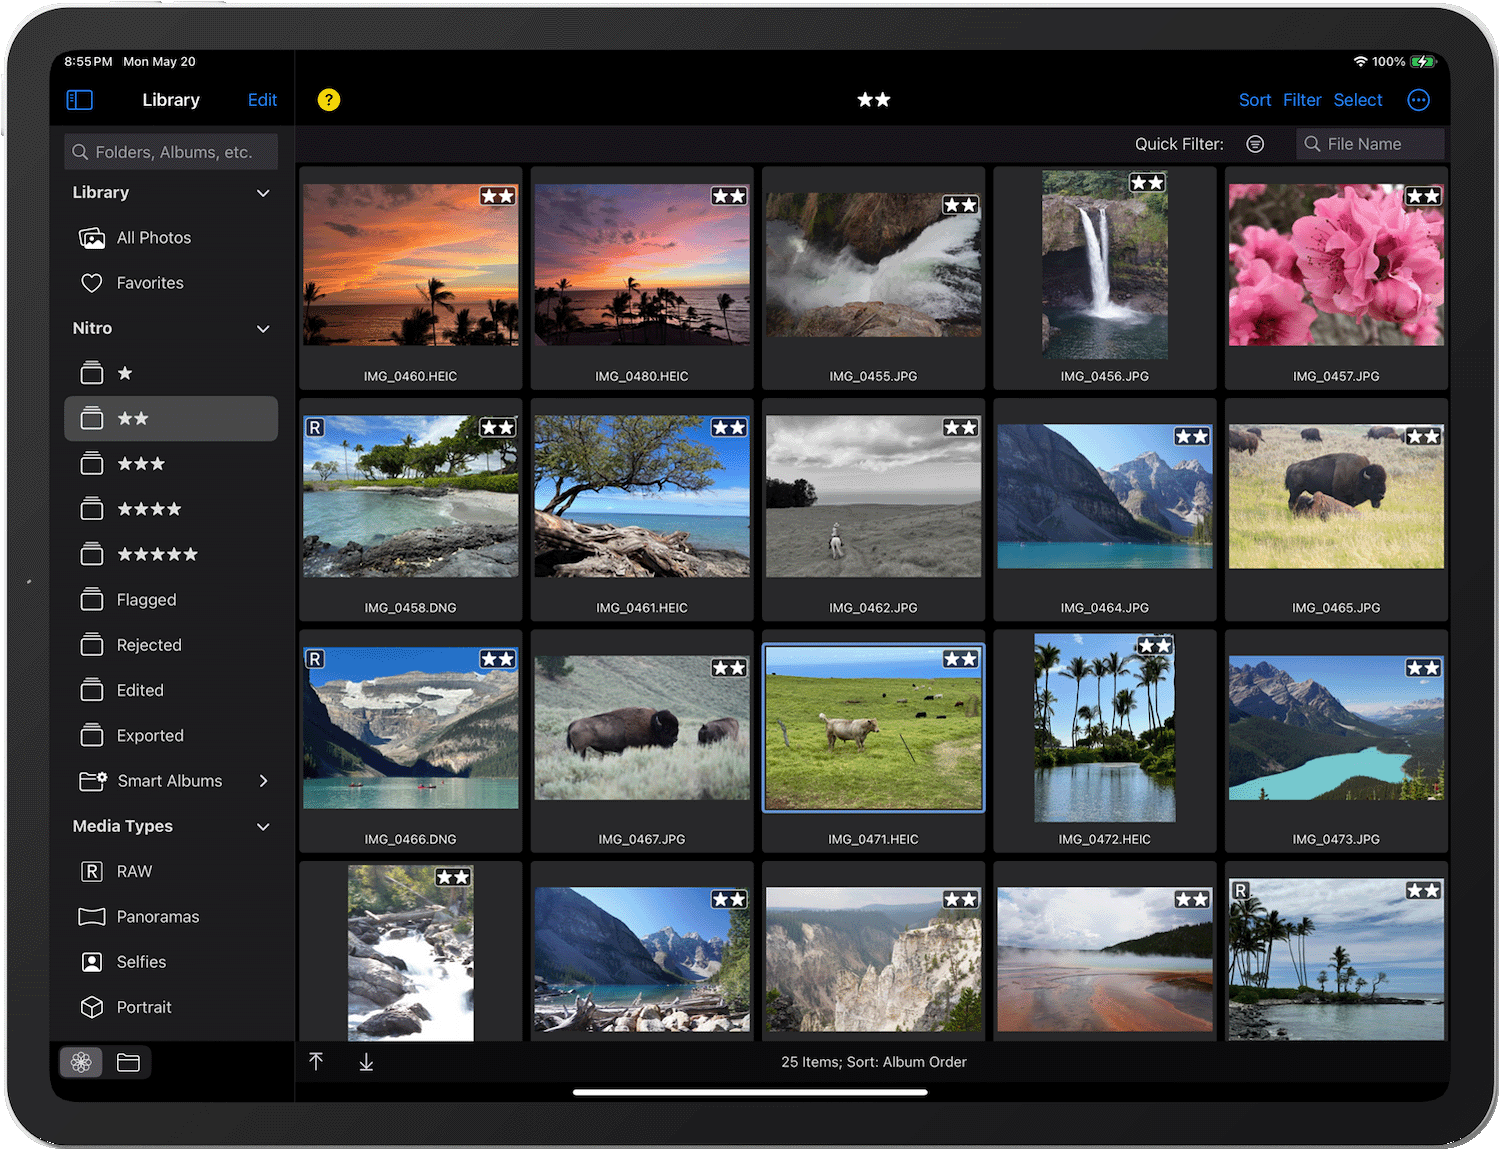 8:55 PM Mon May 20
100%
Library
Edit
?
★★
Sort
Filter
Select
Folders, Albums, etc.
Quick Filter:
File Name
Library
All Photos
Favorites
Nitro
★
★★
★★★
★★★★
★★★★★
Flagged
Rejected
Edited
Exported
Smart Albums
Media Types
R RAW
Panoramas
Selfies
Portrait
★★
★★
★★
★★
★★
IMG_0460.HEIC
IMG_0480.HEIC
IMG_0455.JPG
IMG_0456.JPG
IMG_0457.JPG
R ★★
★★
★★
★★
★★
IMG_0458.DNG
IMG_0461.HEIC
IMG_0462.JPG
IMG_0464.JPG
IMG_0465.JPG
R ★★
★★
★★
★★
★★
IMG_0466.DNG
IMG_0467.JPG
IMG_0471.HEIC
IMG_0472.HEIC
IMG_0473.JPG
★★
★★
★★
★★
R ★★
25 Items; Sort: Album Order